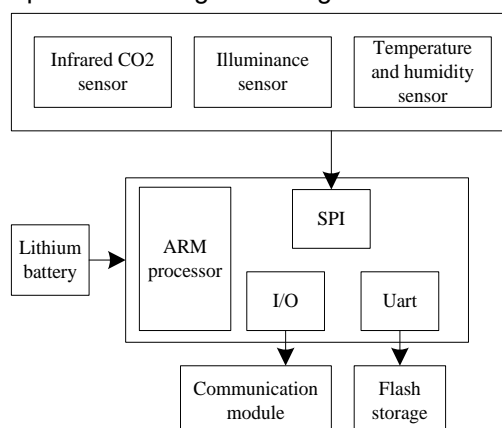 Infrared CO2
sensor
Illuminance
sensor
Temperature
and humidity
sensor
SPI
ARM
processor
Lithium
battery
I/O
Uart
Communication
module
Flash
storage